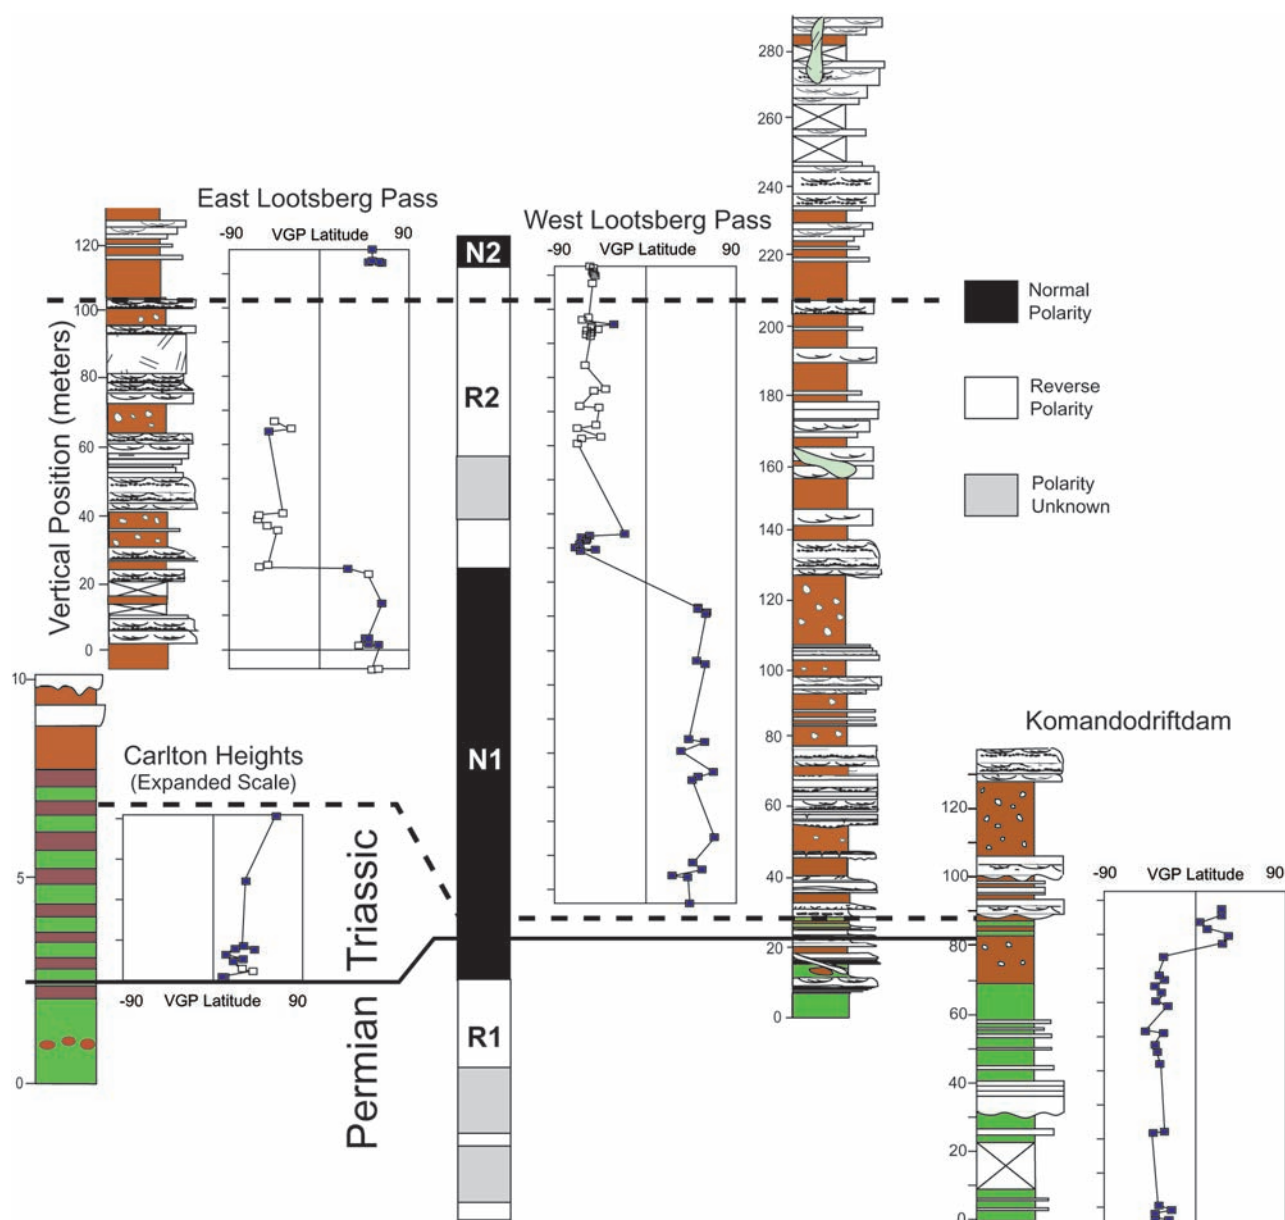 East Lootsberg Pass
-90 VGP Latitude 90
120
100
80
60
40
20
0
Vertical Position (meters)
West Lootsberg Pass
-90 VGP Latitude 90
280
260
240
220
200
180
160
140
120
100
80
60
40
20
0
Normal
Polarity
Reverse
Polarity
Polarity
Unknown
N2
R2
N1
R1
Carlton Heights
(Expanded Scale)
10
5
0
-90 VGP Latitude 90
Triassic
Permian
Komandodriftdam
-90 VGP Latitude 90
120
100
80
60
40
20
0